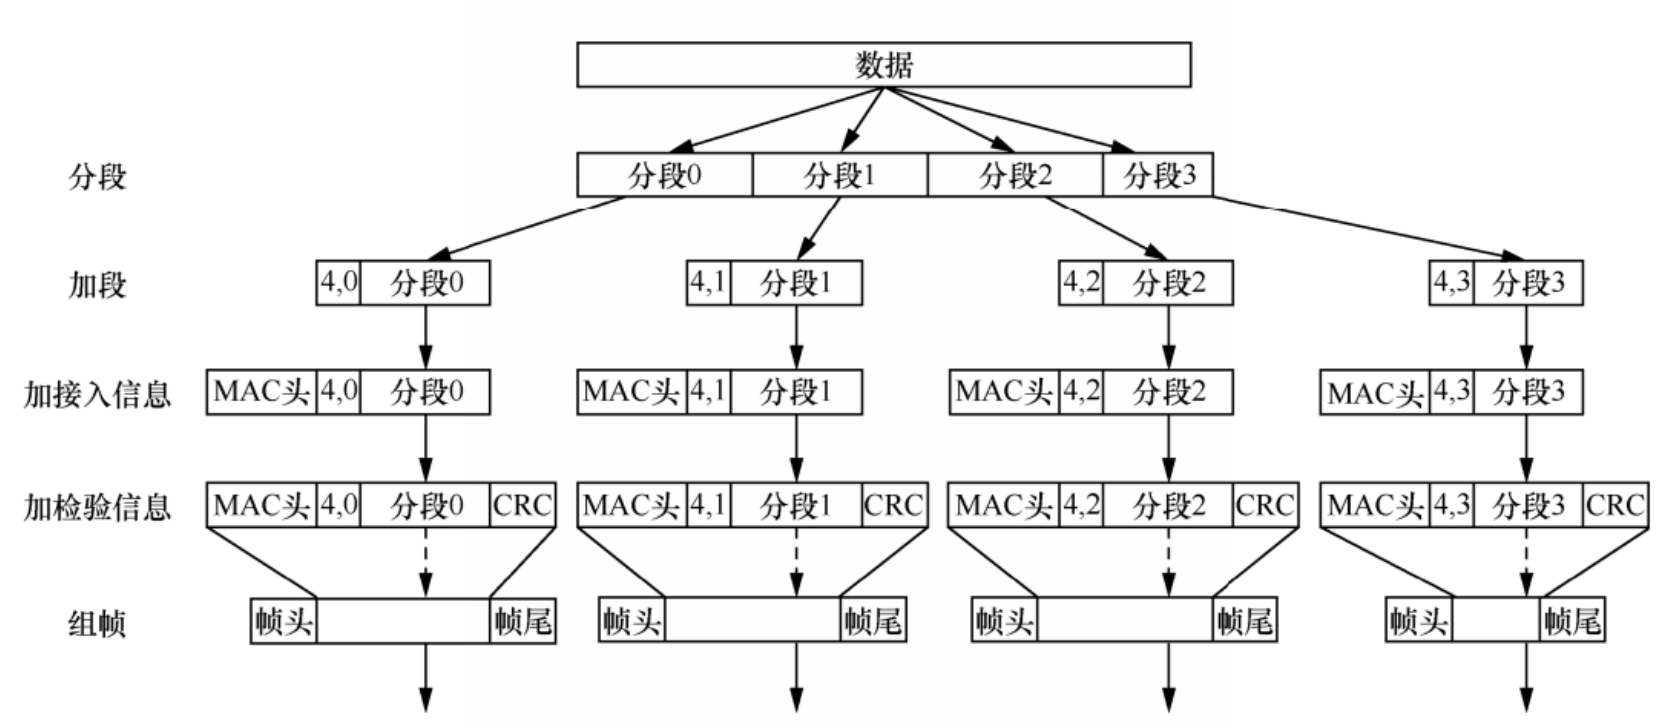 数据
分段 分段0 分段1 分段2 分段3
加段 4,0 分段0 4,1 分段1 4,2 分段2 4,3 分段3
加接入信息 MAC头 4,0 分段0 MAC头 4,1 分段1 MAC头 4,2 分段2 MAC头 4,3 分段3
加检验信息 MAC头 4,0 分段0 CRC MAC头 4,1 分段1 CRC MAC头 4,2 分段2 CRC MAC头 4,3 分段3 CRC
组帧 帧头 帧尾 帧头 帧尾 帧头 帧尾 帧头 帧尾